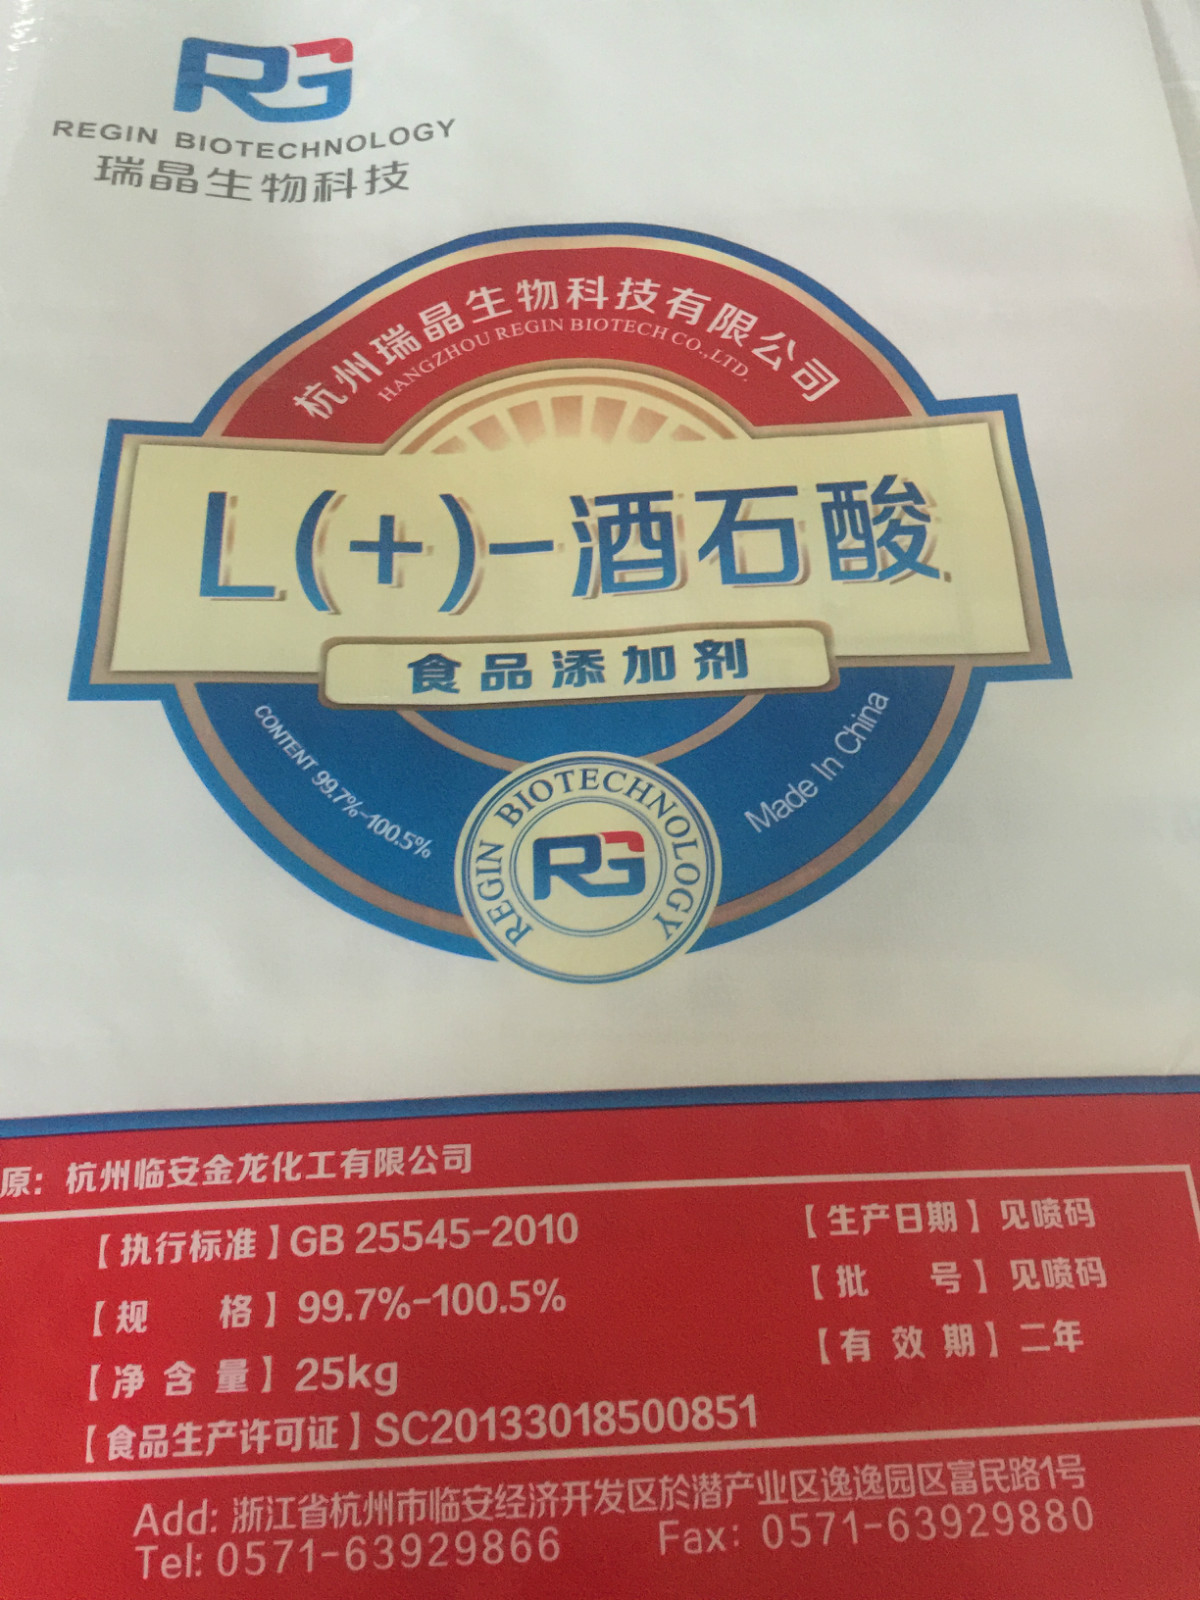 RG
REGIN BIOTECHNOLOGY
瑞晶生物科技
杭州瑞晶生物科技有限公司
HANGZHOU REGIN BIOTECH CO.,LTD.
L(+)-酒石酸
食品添加剂
CONTENT 99.7%-100.5%
Made In China
REGIN BIOTECHNOLOGY
RG
原：杭州临安金龙化工有限公司
【执行标准】GB 25545-2010
【生产日期】见喷码
【规 格】99.7%-100.5%
【批 号】见喷码
【净 含 量】25kg
【有 效 期】二年
【食品生产许可证】SC20133018500851
Add: 浙江省杭州市临安经济开发区於潜产业区逸逸园区富民路1号
Tel: 0571-63929866 Fax: 0571-63929880